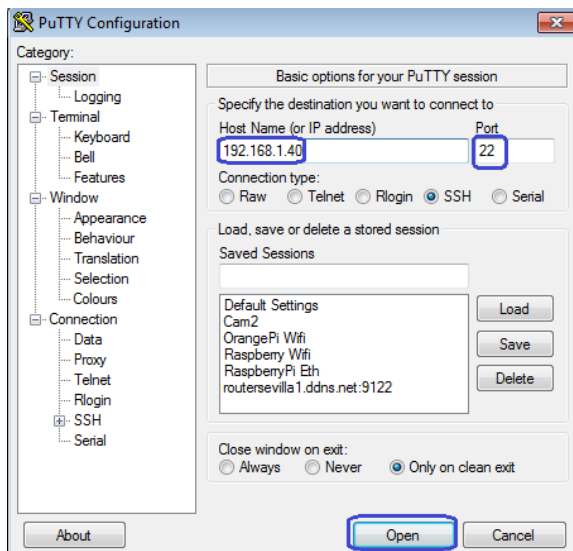 PuTTY Configuration
Category:
Session
Logging
Terminal
Keyboard
Bell
Features
Window
Appearance
Behaviour
Translation
Selection
Colours
Connection
Data
Proxy
Telnet
Rlogin
SSH
Serial
Basic options for your PuTTY session
Specify the destination you want to connect to
Host Name (or IP address) Port
192.168.1.40 22
Connection type:
Raw Telnet Rlogin SSH Serial
Load, save or delete a stored session
Saved Sessions
Default Settings
Cam2
OrangePi Wifi
Raspberry Wifi
RaspberryPi Eth
routersevilla1.ddns.net:9122
Load
Save
Delete
Close window on exit:
Always Never Only on clean exit
About Open Cancel